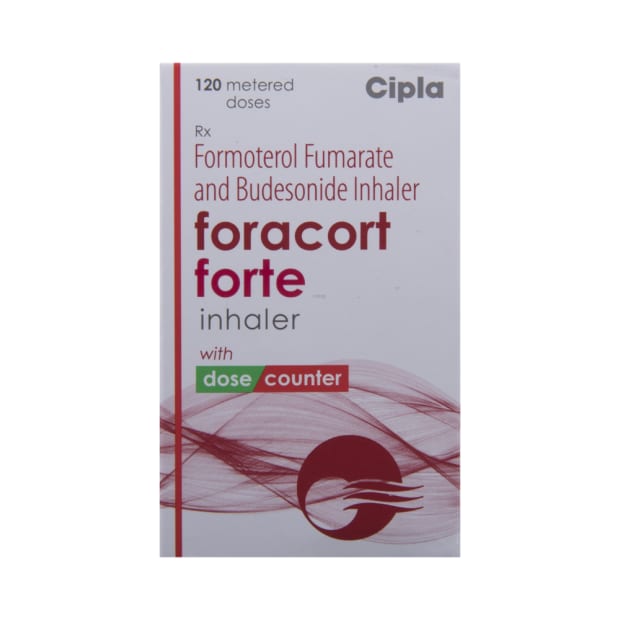 120 metered
doses
Cipla
Rx
Formoterol Fumarate
and Budesonide Inhaler
foracort
forte
inhaler
with
dose counter